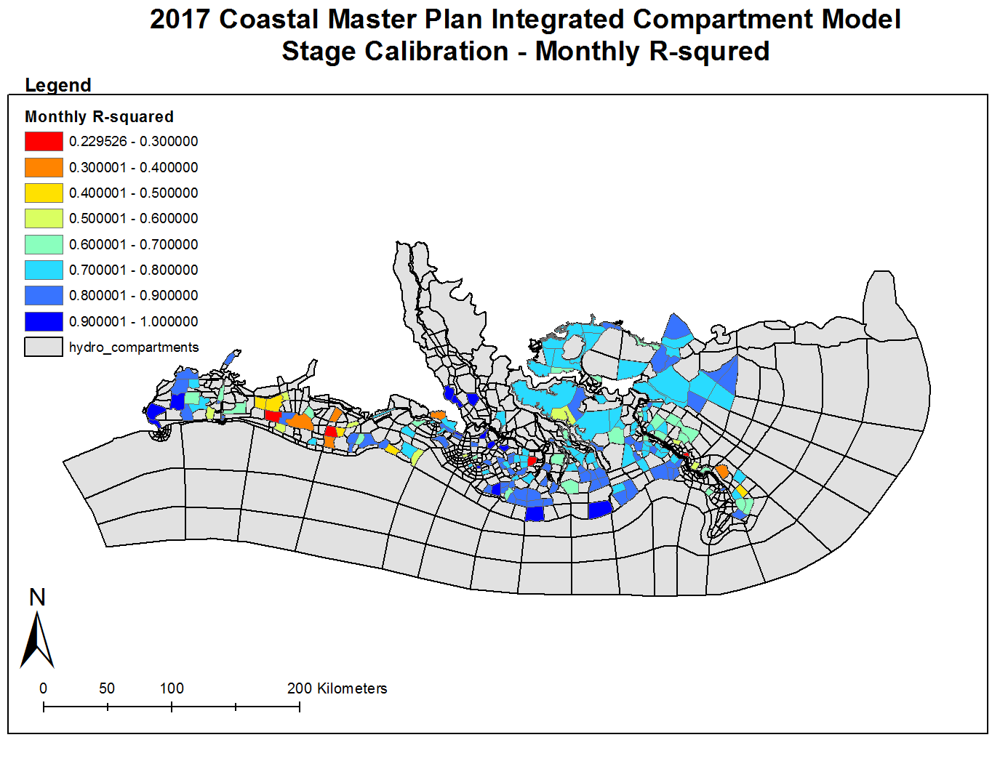 2017 Coastal Master Plan Integrated Compartment Model
Stage Calibration - Monthly R-squred
Legend
Monthly R-squared
0.229526 - 0.300000
0.300001 - 0.400000
0.400001 - 0.500000
0.500001 - 0.600000
0.600001 - 0.700000
0.700001 - 0.800000
0.800001 - 0.900000
0.900001 - 1.000000
hydro_compartments
N
0 50 100 200 Kilometers